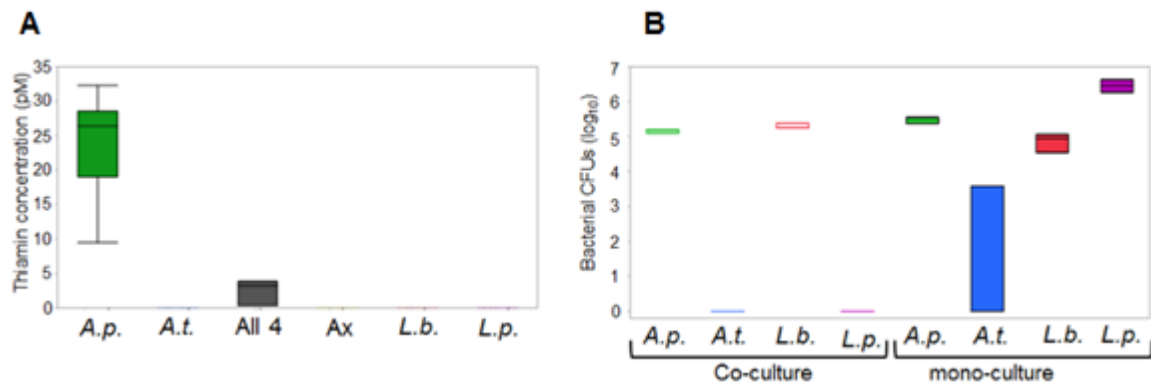 A
Thiamin concentration (pM)
35
30
25
20
15
10
5
0
A.p.
A.t.
All 4
Ax
L.b.
L.p.
B
Bacterial CFUs (log10)
7
6
5
4
3
2
1
0
A.p.
A.t.
L.b.
L.p.
A.p.
A.t.
L.b.
L.p.
Co-culture
mono-culture